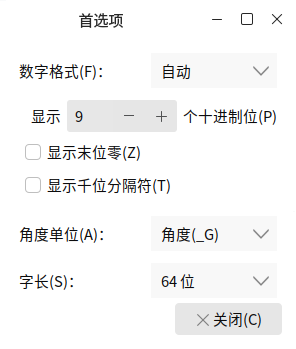 首选项
数字格式(F)： 自动
显示 9 个十进制位(P)
显示末位零(Z)
显示千位分隔符(T)
角度单位(A)： 角度(_G)
字长(S)： 64 位
关闭(C)